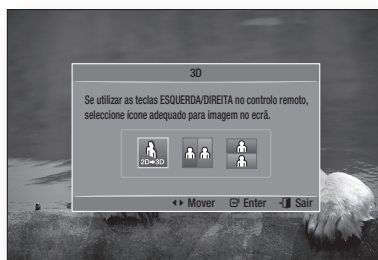 3D
Se utilizar as teclas ESQUERDA/DIREITA no controlo remoto,
seleccione ícone adequado para imagem no ecrã.
2D➔3D
Mover Enter Sair